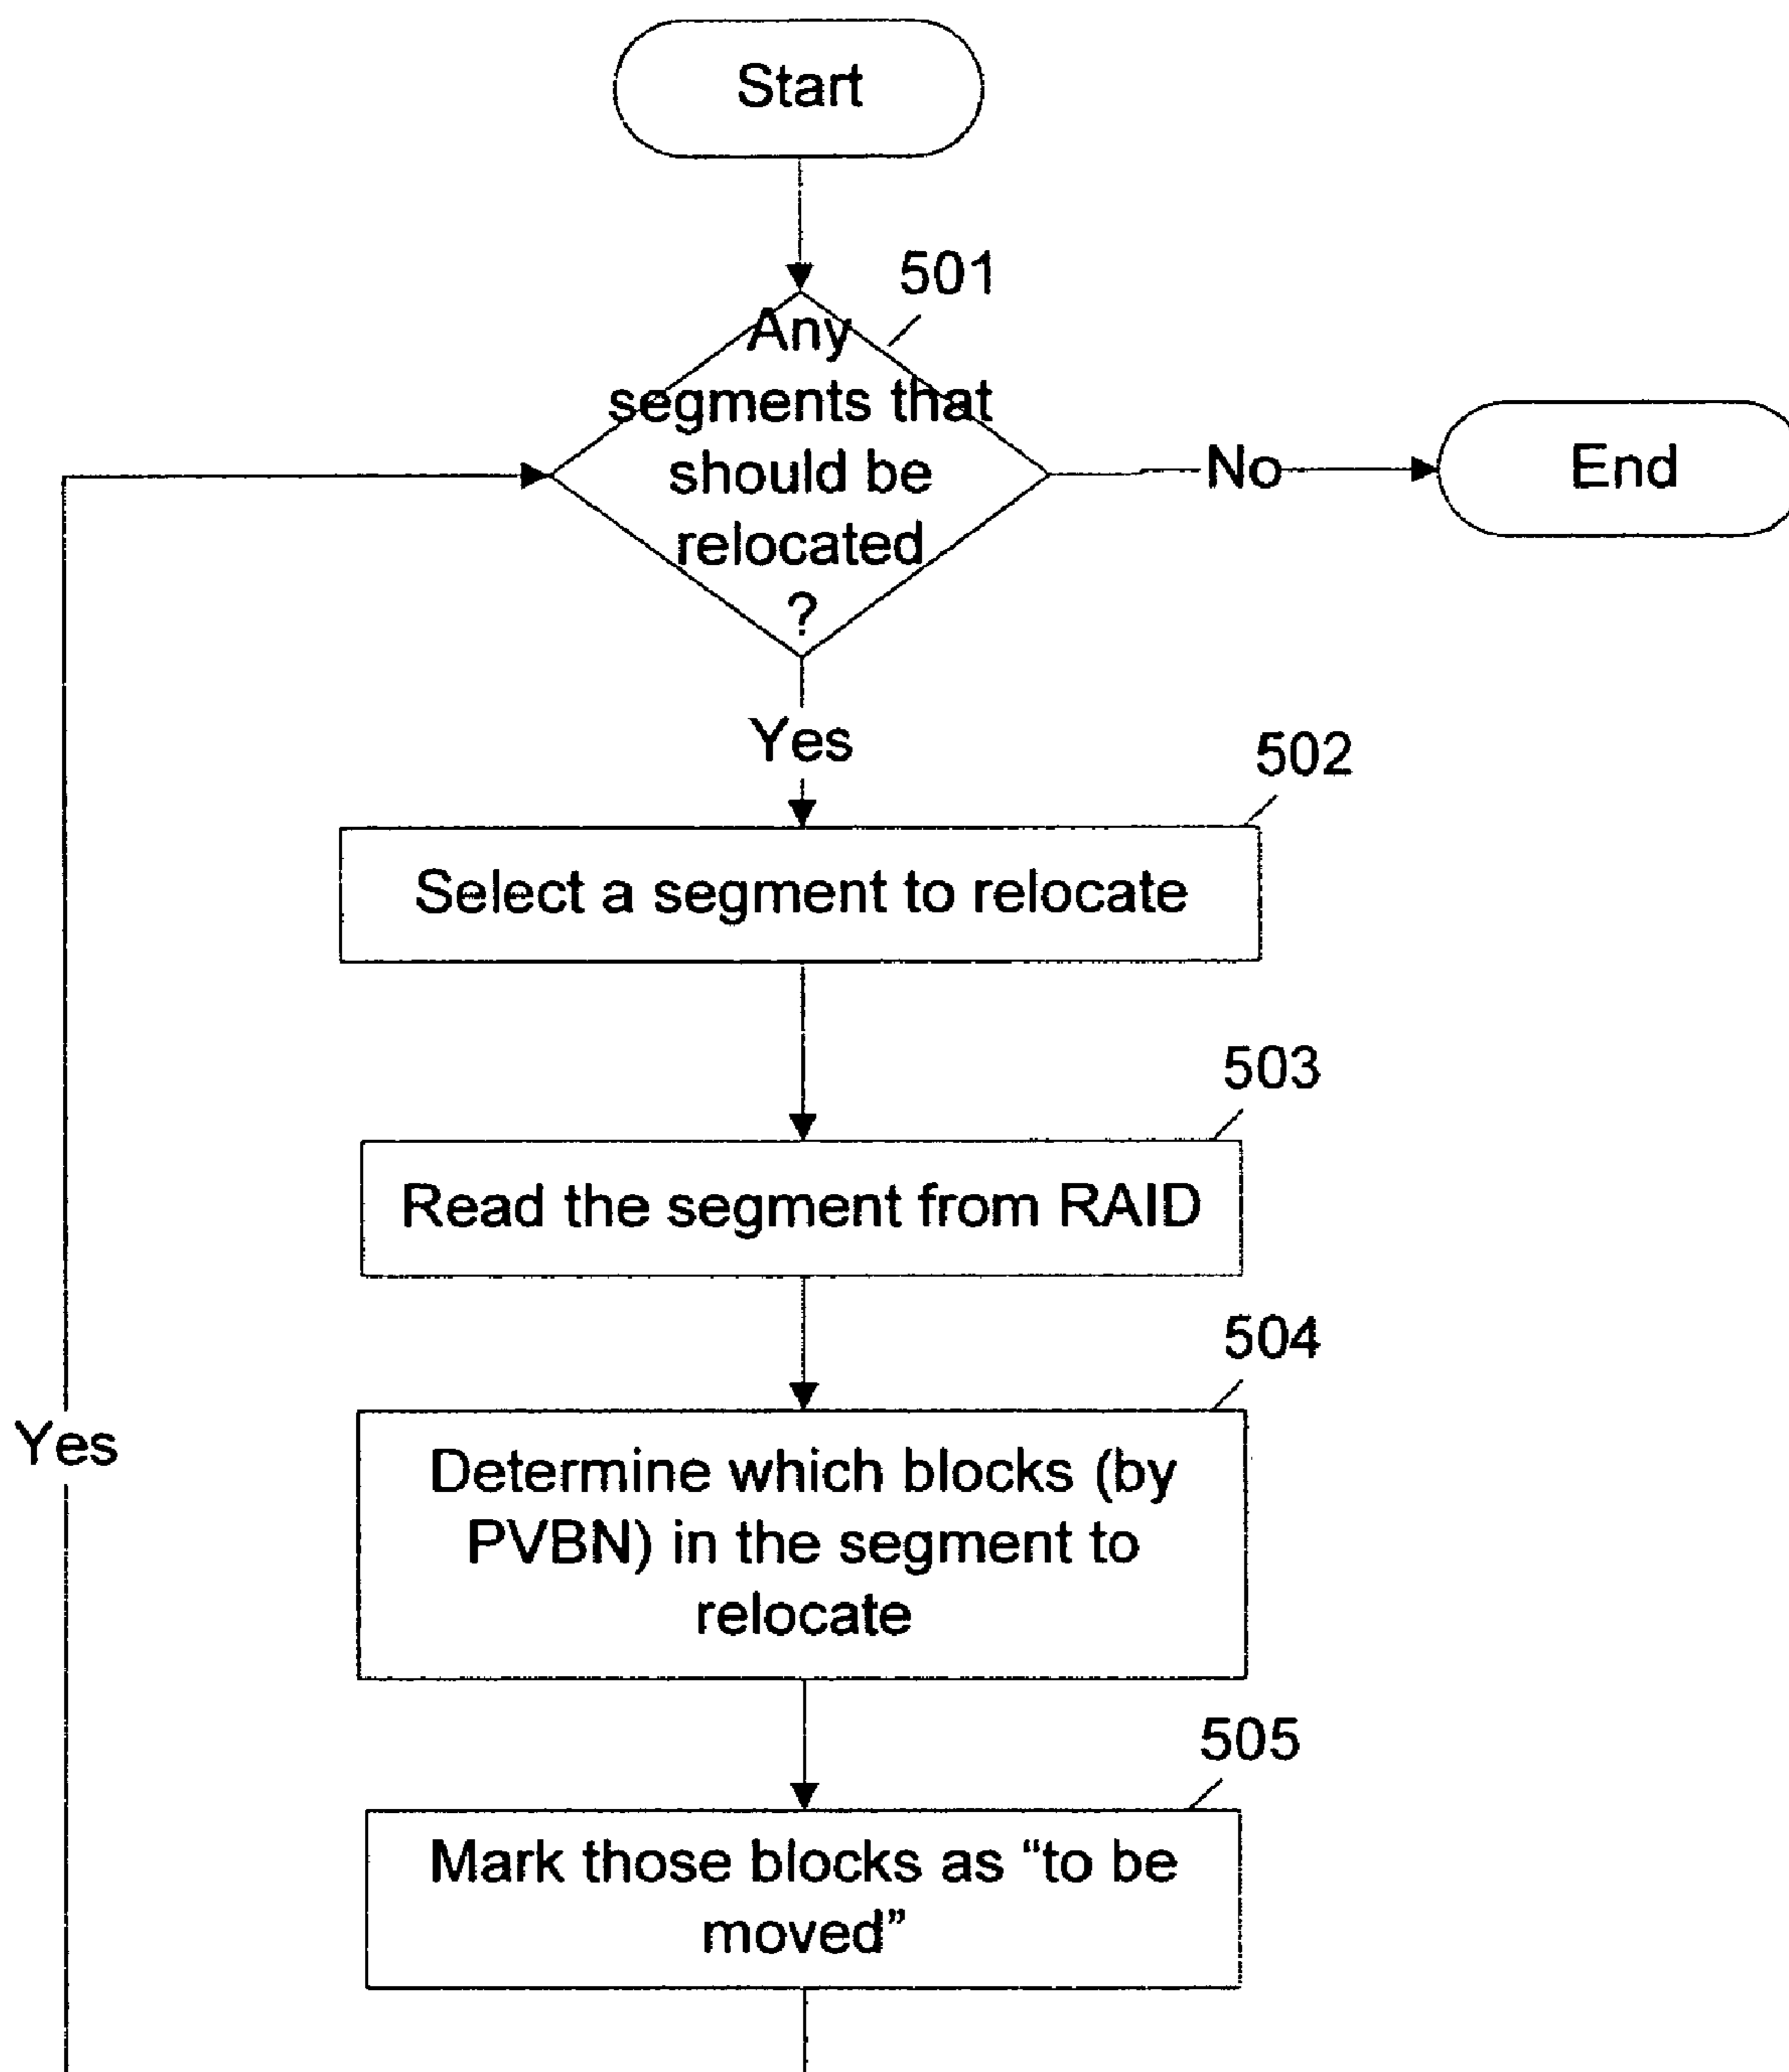 Start
501
Any
segments that
should be
relocated
?
No
End
Yes
502
Select a segment to relocate
503
Read the segment from RAID
504
Yes
Determine which blocks (by
PVBN) in the segment to
relocate
505
Mark those blocks as “to be
moved”